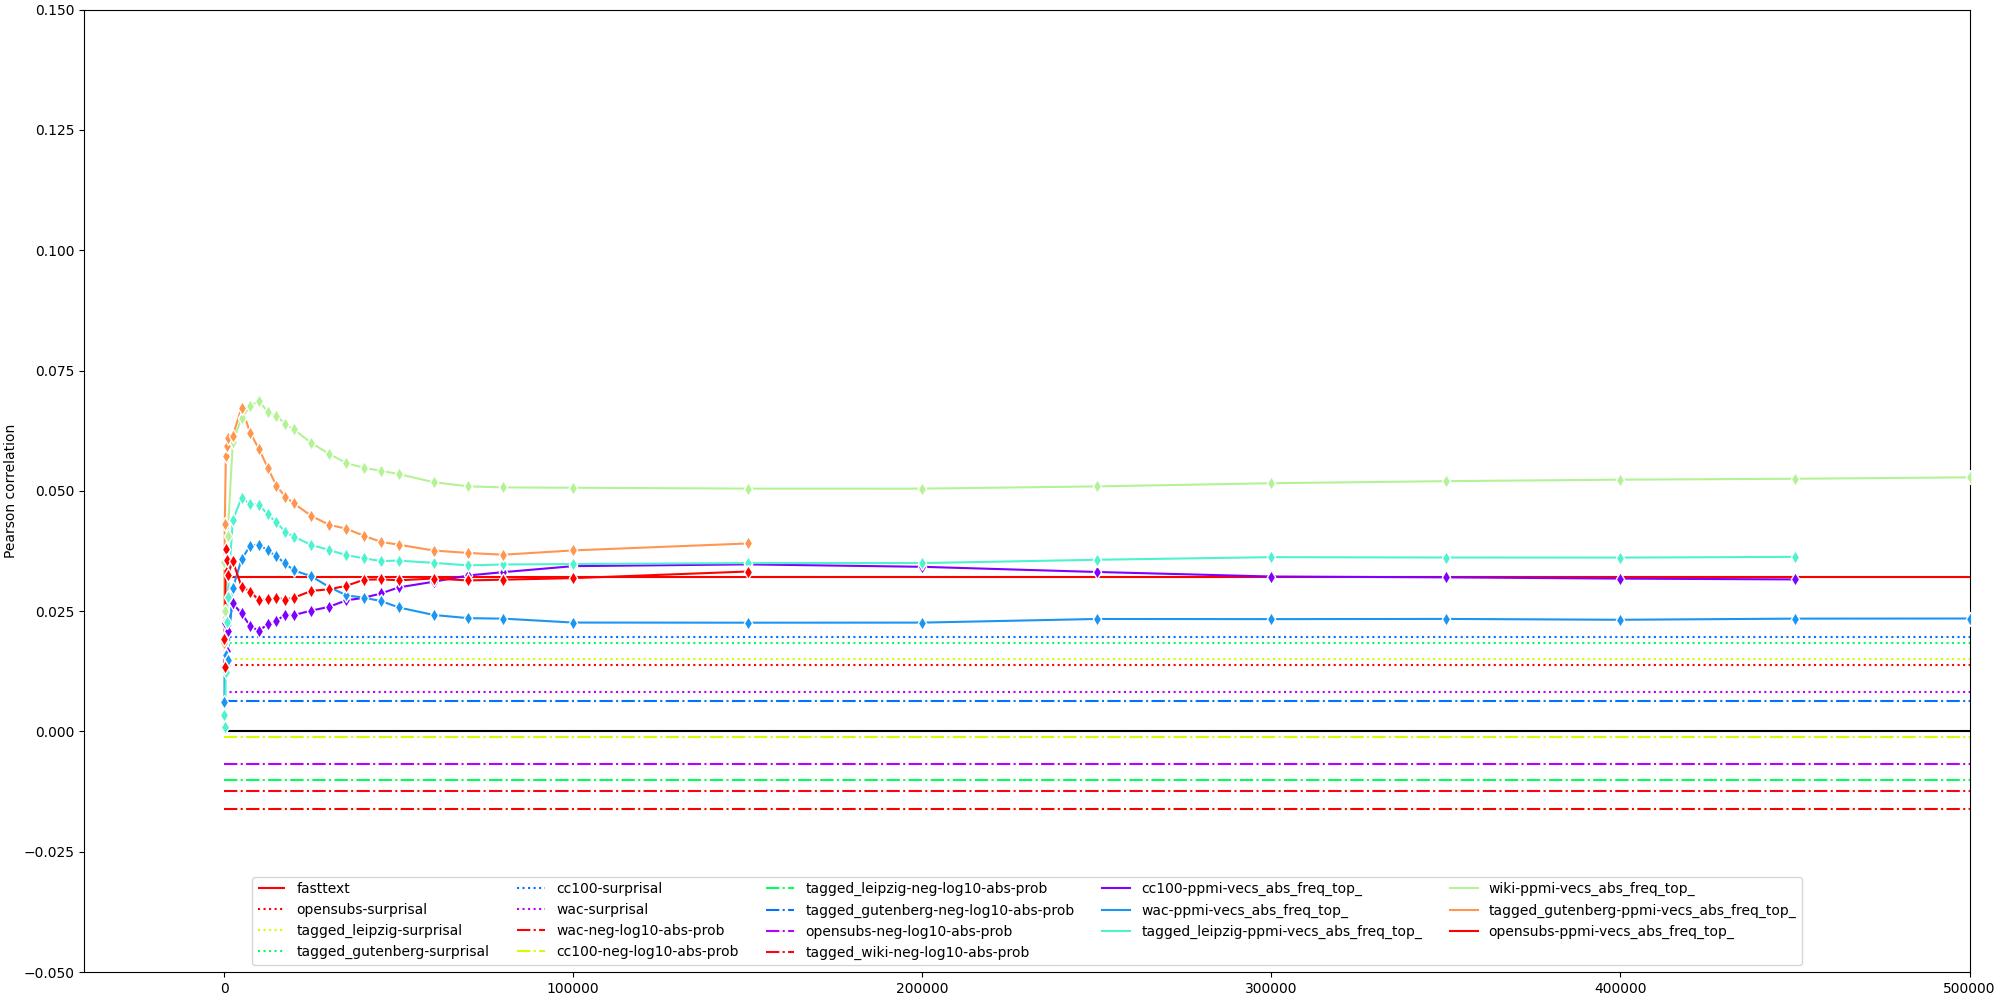 0.150
0.125
0.100
0.075
0.050
0.025
0.000
−0.025
−0.050
Pearson correlation
0
100000
200000
300000
400000
500000
fasttext
opensubs-surprisal
tagged_leipzig-surprisal
tagged_gutenberg-surprisal
cc100-surprisal
wac-surprisal
wac-neg-log10-abs-prob
cc100-neg-log10-abs-prob
tagged_leipzig-neg-log10-abs-prob
tagged_gutenberg-neg-log10-abs-prob
opensubs-neg-log10-abs-prob
tagged_wiki-neg-log10-abs-prob
cc100-ppmi-vecs_abs_freq_top_
wac-ppmi-vecs_abs_freq_top_
tagged_leipzig-ppmi-vecs_abs_freq_top_
wiki-ppmi-vecs_abs_freq_top_
tagged_gutenberg-ppmi-vecs_abs_freq_top_
opensubs-ppmi-vecs_abs_freq_top_